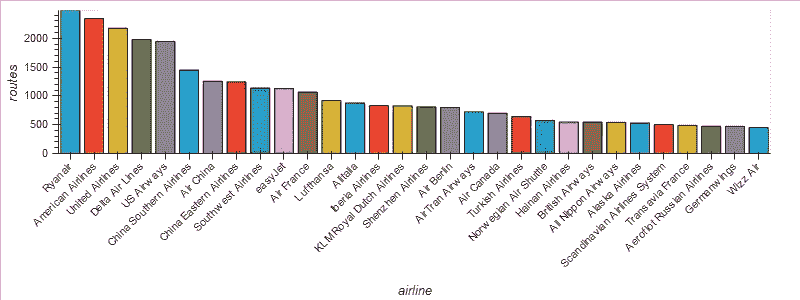 routes
2000
1500
1000
500
0
Ryanair
American Airlines
United Airlines
Delta Air Lines
US Airways
China Southern Airlines
Air China
China Eastern Airlines
Southwest Airlines
easyJet
Air France
Lufthansa
Alitalia
Iberia Airlines
KLM Royal Dutch Airlines
Shenzhen Airlines
Air Berlin
AirTran Airways
Air Canada
Turkish Airlines
Norwegian Air Shuttle
Hainan Airlines
British Airways
All Nippon Airways
Alaska Airlines
Scandinavian Airlines System
Transavia France
Aeroflot Russian Airlines
Germanwings
Wizz Air
airline